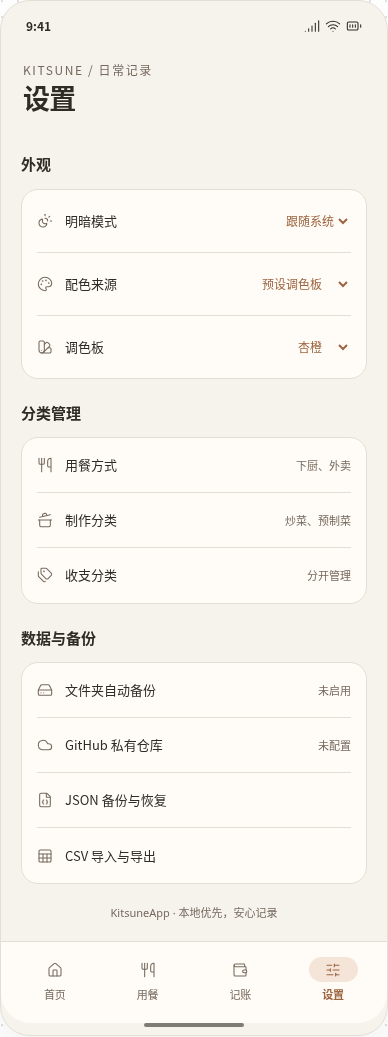 9:41
KITSUNE / 日常记录
设置
外观
明暗模式 跟随系统
配色来源 预设调色板
调色板 杏橙
分类管理
用餐方式 下厨、外卖
制作分类 炒菜、预制菜
收支分类 分开管理
数据与备份
文件夹自动备份 未启用
GitHub 私有仓库 未配置
JSON 备份与恢复
CSV 导入与导出
KitsuneApp · 本地优先，安心记录
首页 用餐 记账 设置